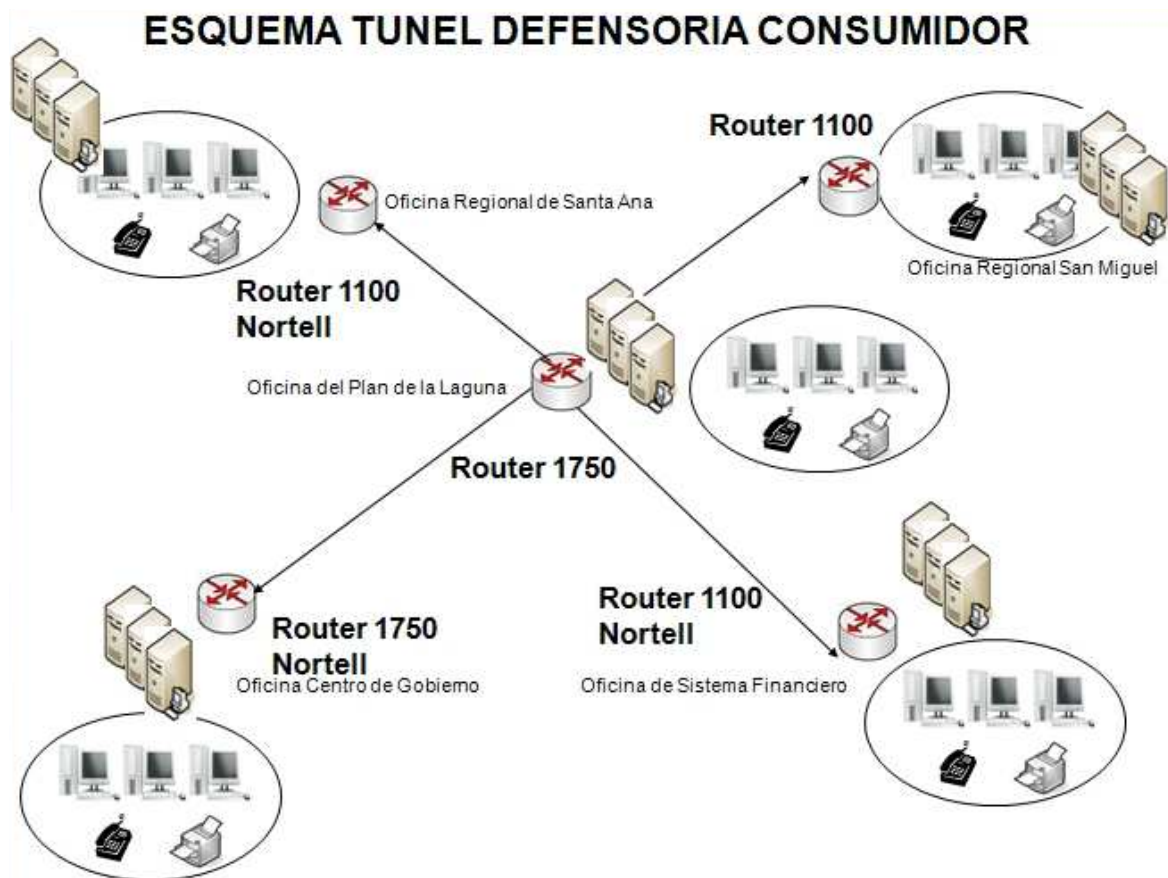 ESQUEMA TUNEL DEFENSORIA CONSUMIDOR
Router 1100
Oficina Regional de Santa Ana
Oficina Regional San Miguel
Router 1100
Nortell
Oficina del Plan de la Laguna
Router 1750
Router 1750
Nortell
Oficina Centro de Gobierno
Router 1100
Nortell
Oficina de Sistema Financiero